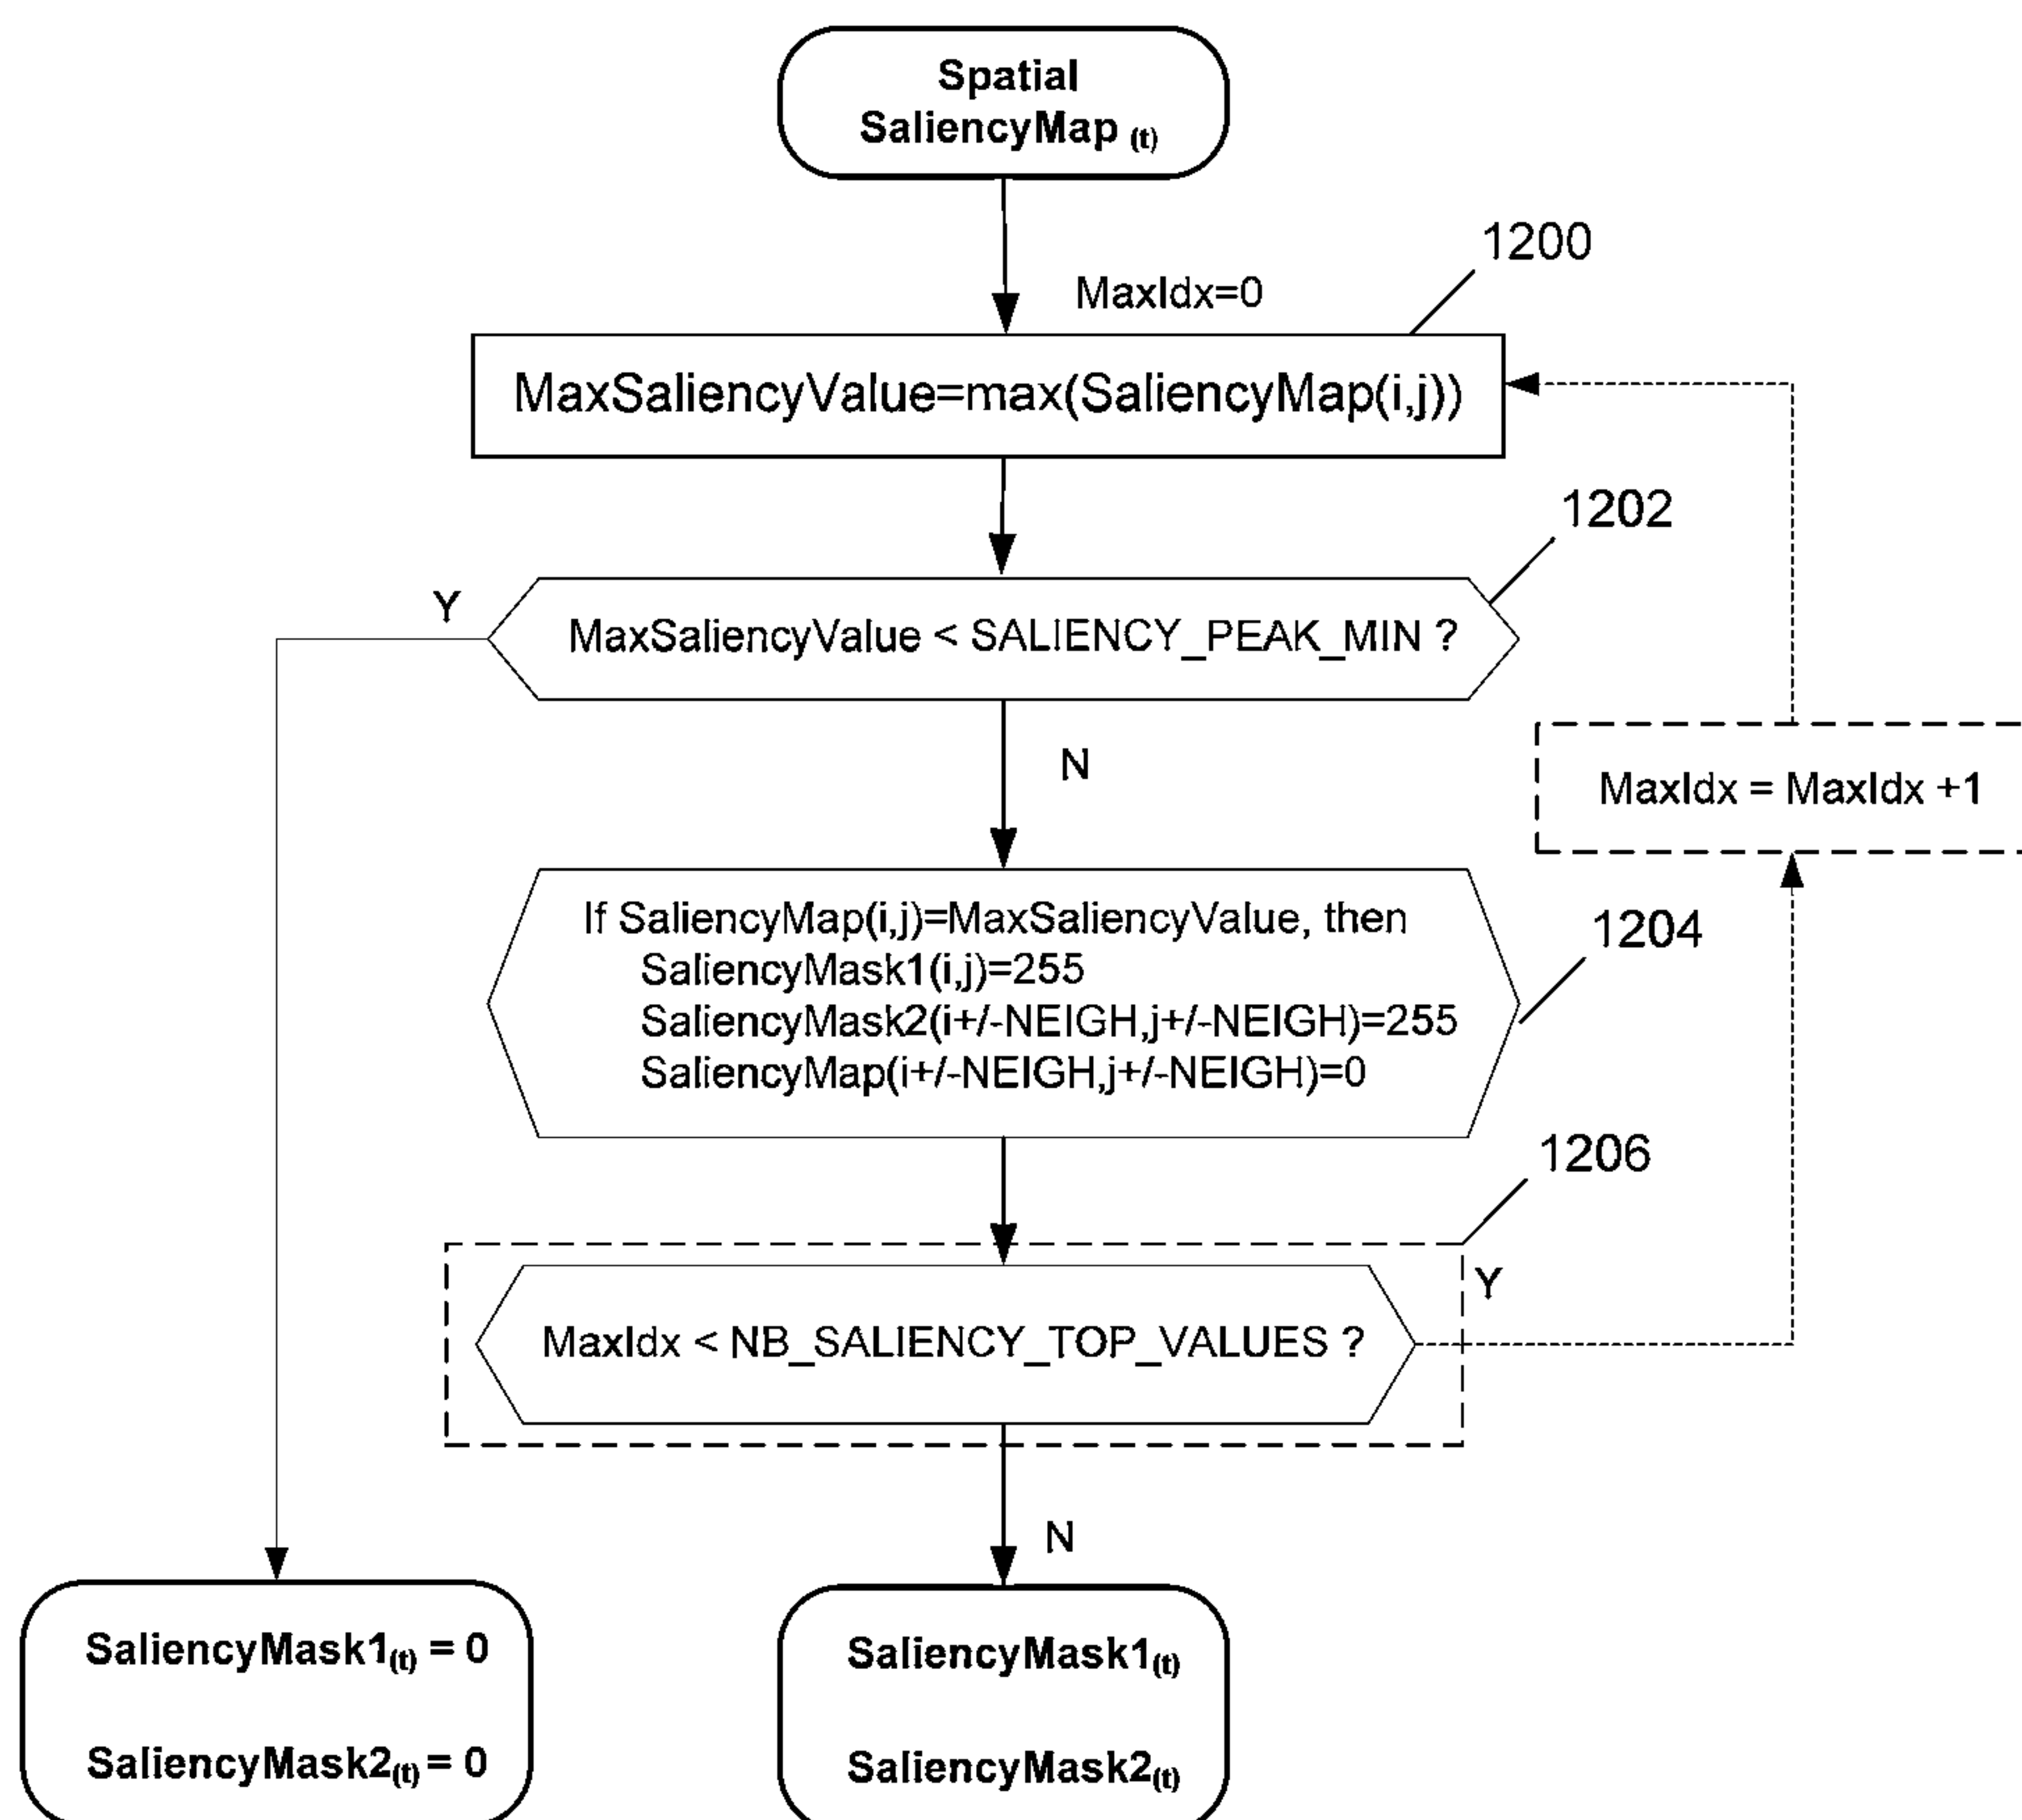 Spatial
SaliencyMap (t)
1200
MaxIdx=0
MaxSaliencyValue=max(SaliencyMap(i,j))
1202
Y
MaxSaliencyValue < SALIENCY_PEAK_MIN ?
N
MaxIdx = MaxIdx +1
If SaliencyMap(i,j)=MaxSaliencyValue, then
SaliencyMask1(i,j)=255
SaliencyMask2(i+/-NEIGH,j+/-NEIGH)=255
SaliencyMap(i+/-NEIGH,j+/-NEIGH)=0
1204
1206
Y
MaxIdx < NB_SALIENCY_TOP_VALUES ?
N
SaliencyMask1(t) = 0
SaliencyMask2(t) = 0
SaliencyMask1(t)
SaliencyMask2(t)